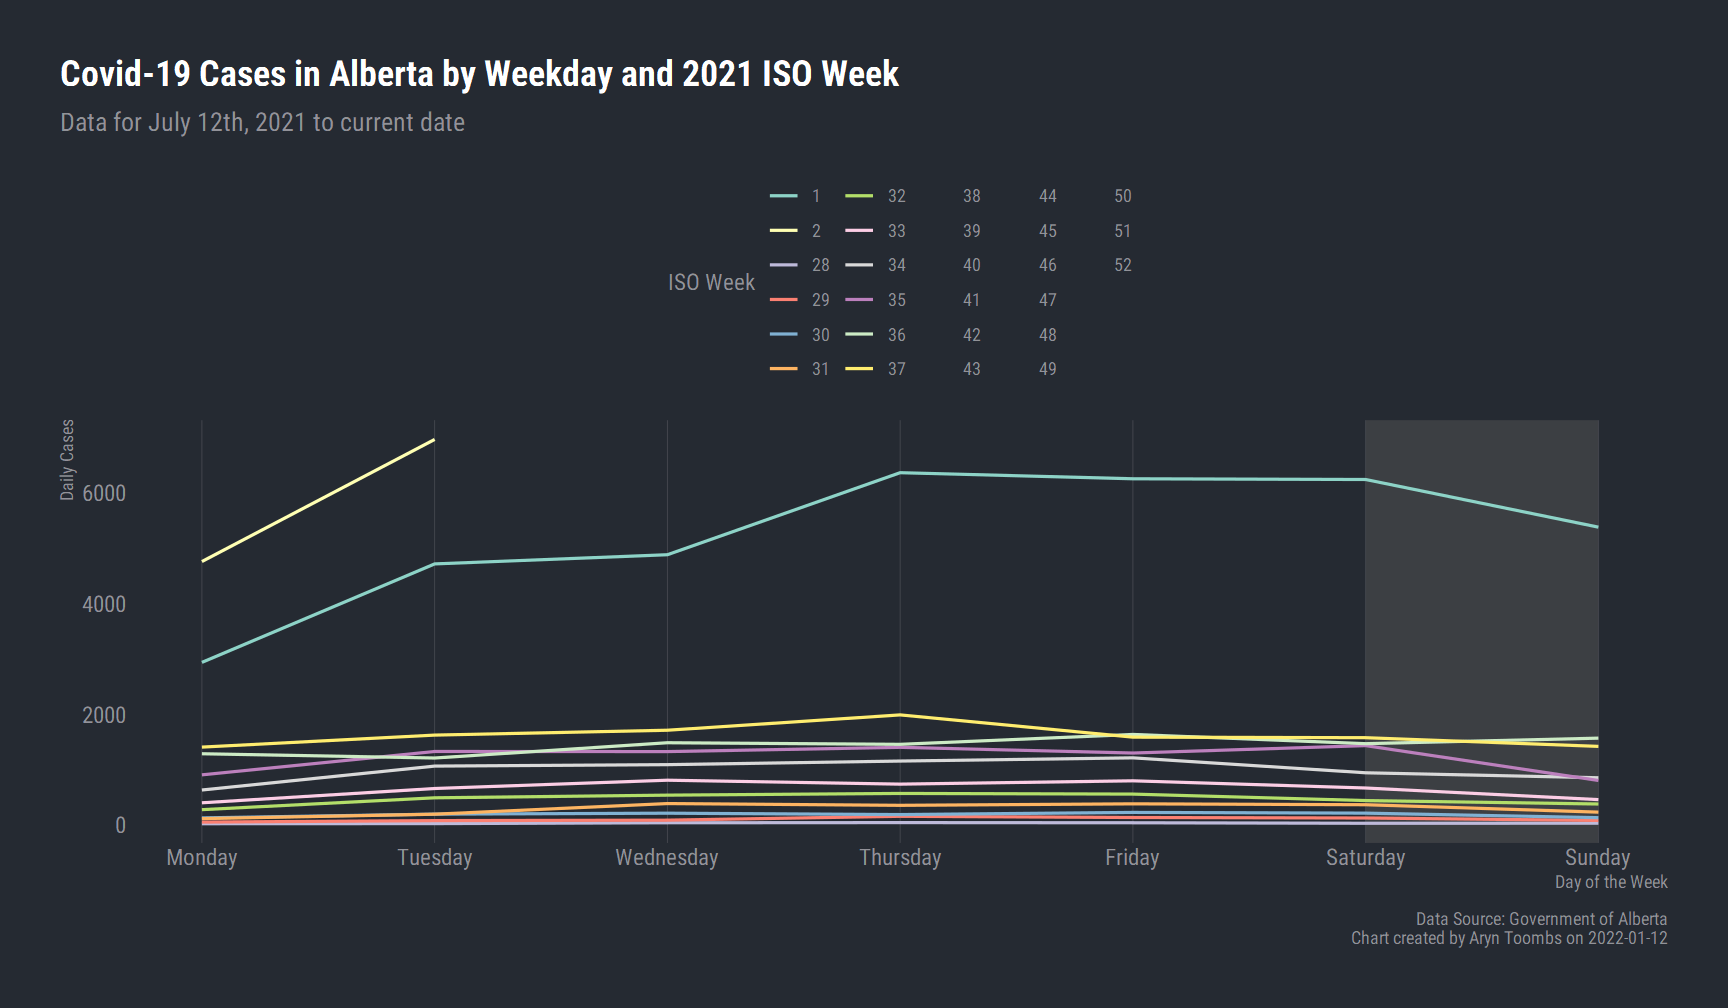 Covid-19 Cases in Alberta by Weekday and 2021 ISO Week
Data for July 12th, 2021 to current date
ISO Week
1 32 38 44 50
2 33 39 45 51
28 34 40 46 52
29 35 41 47
30 36 42 48
31 37 43 49
Daily Cases
6000
4000
2000
0
Monday Tuesday Wednesday Thursday Friday Saturday Sunday
Day of the Week
Data Source: Government of Alberta
Chart created by Aryn Toombs on 2022-01-12